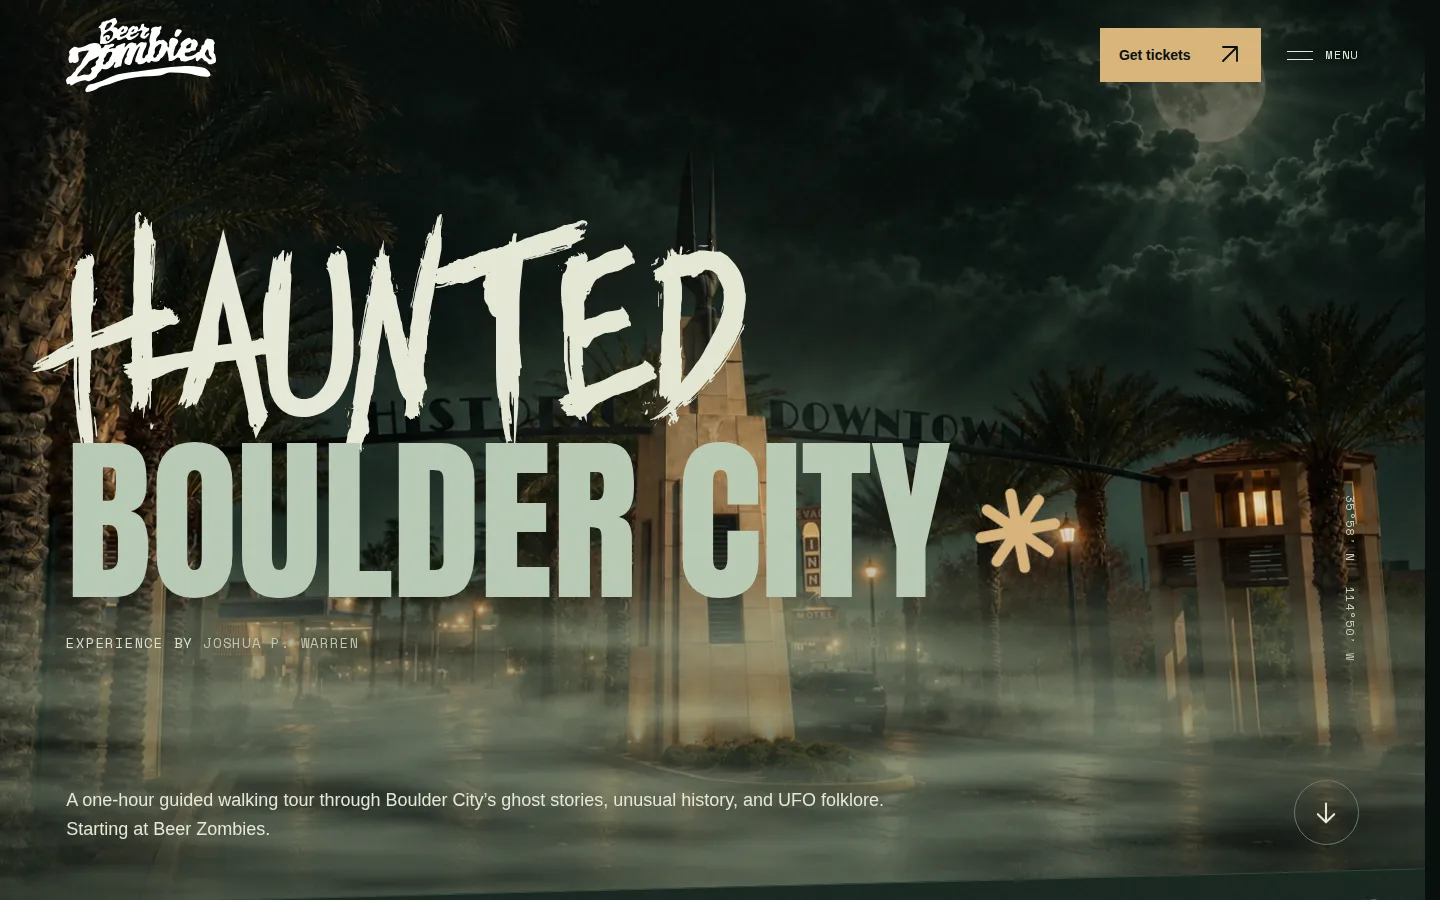 Beer
Zombies
Get tickets
MENU
HAUNTED
HISTORIC DOWNTOWN
BOULDER CITY
INN
MOTEL
35°58' N 114°50' W
EXPERIENCE BY JOSHUA P. WARREN
A one-hour guided walking tour through Boulder City’s ghost stories, unusual history, and UFO folklore.
Starting at Beer Zombies.